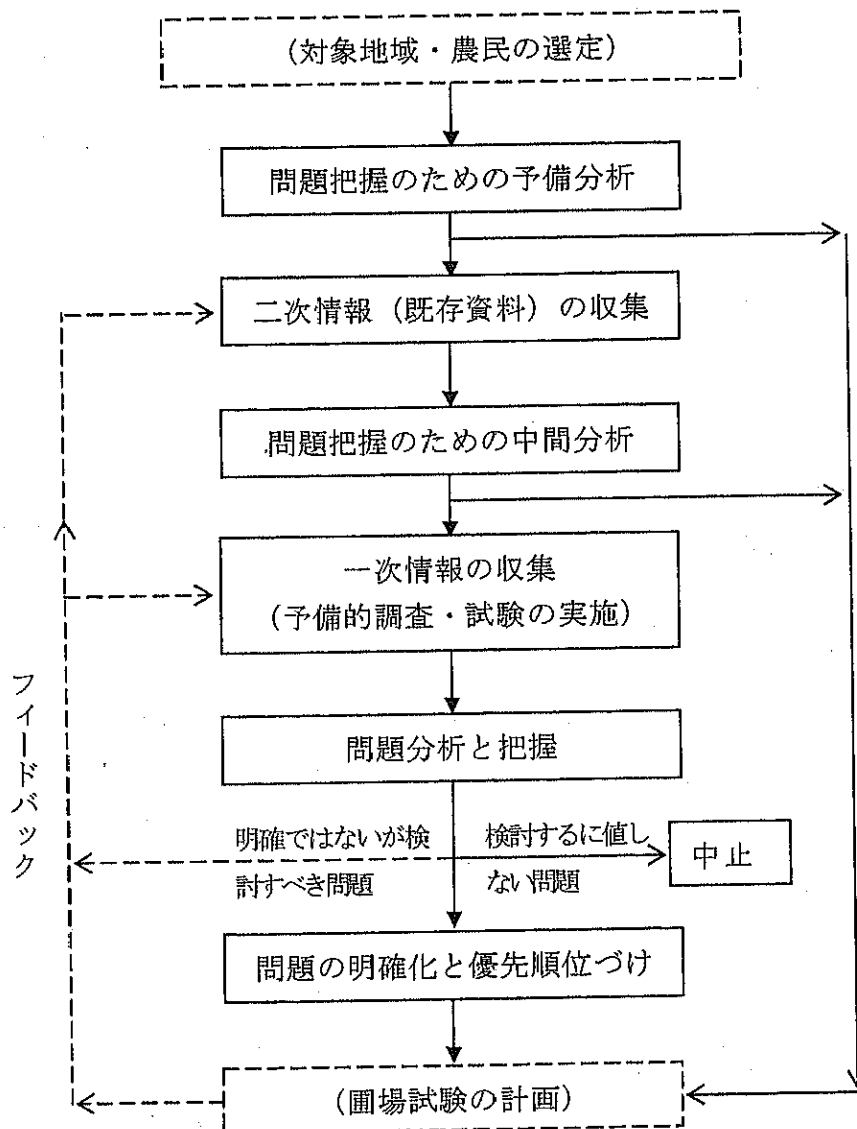 (対象地域・農民の選定)
問題把握のための予備分析
二次情報(既存資料)の収集
問題把握のための中間分析
一次情報の収集
(予備的調査・試験の実施)
問題分析と把握
フィードバック
明確ではないが検
討すべき問題
検討するに値し
ない問題
中止
問題の明確化と優先順位づけ
(圃場試験の計画)